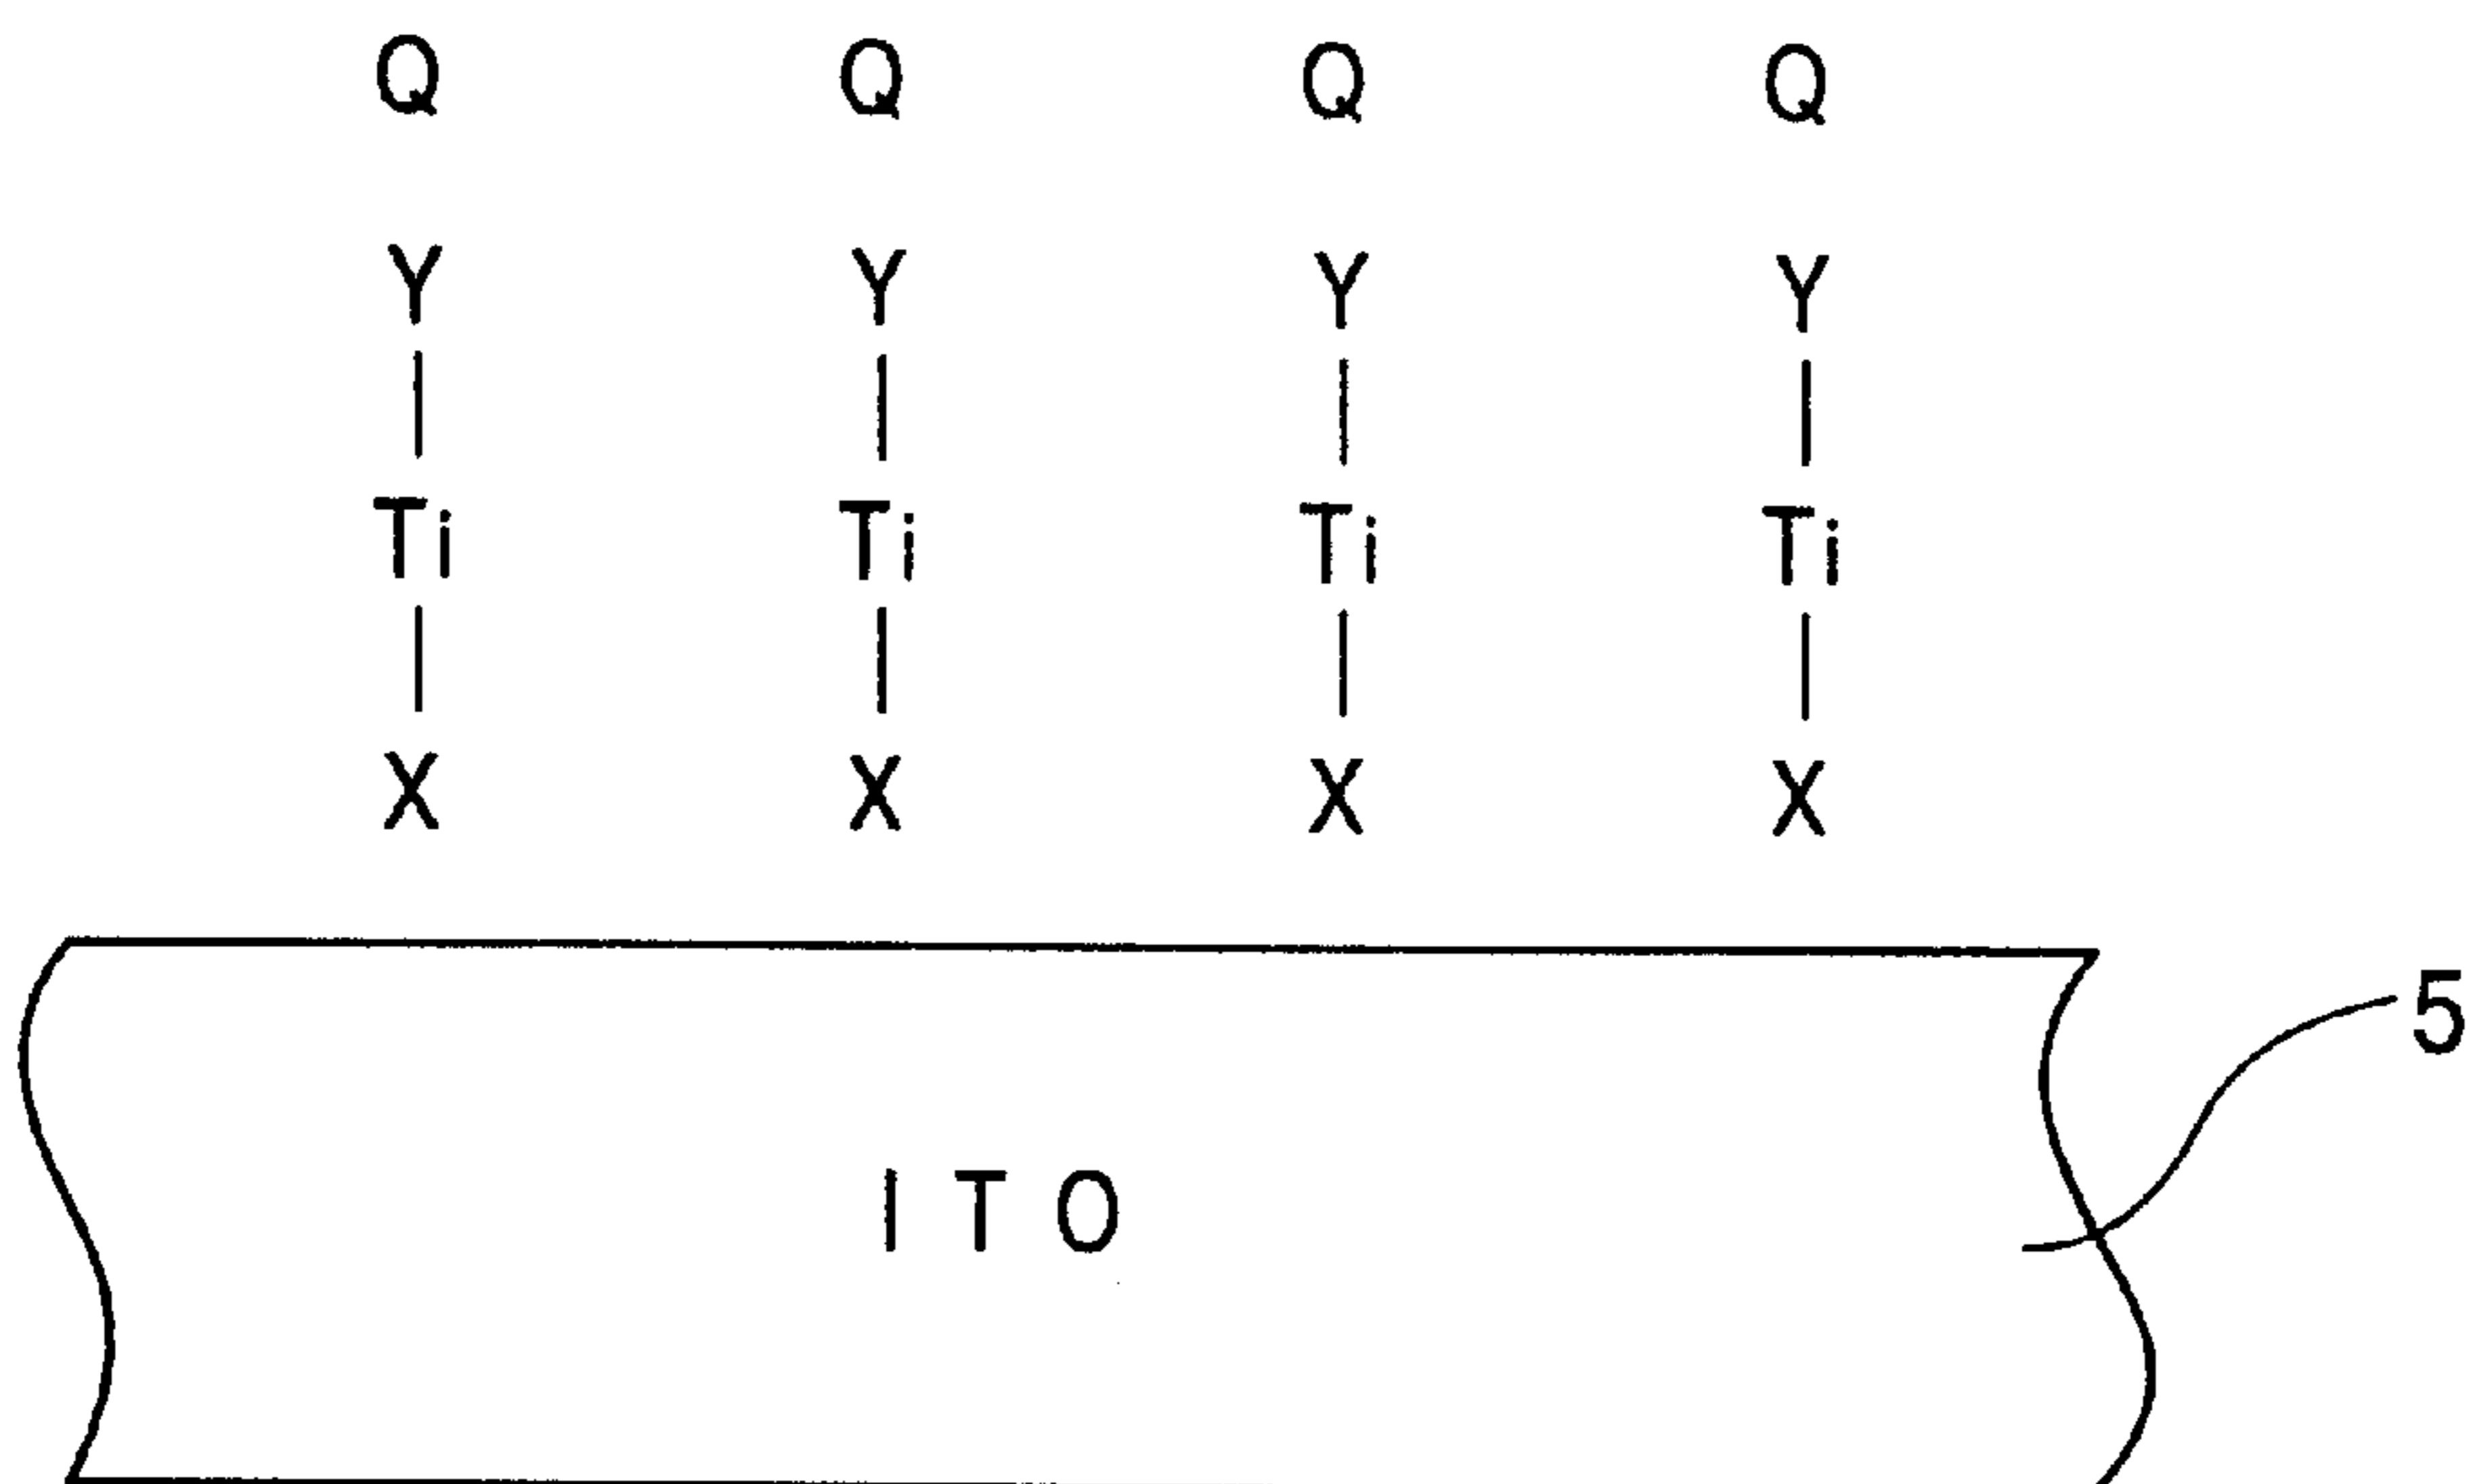 Q Q Q Q
Y Y Y Y
Ti Ti Ti Ti
X X X X
5
ITO